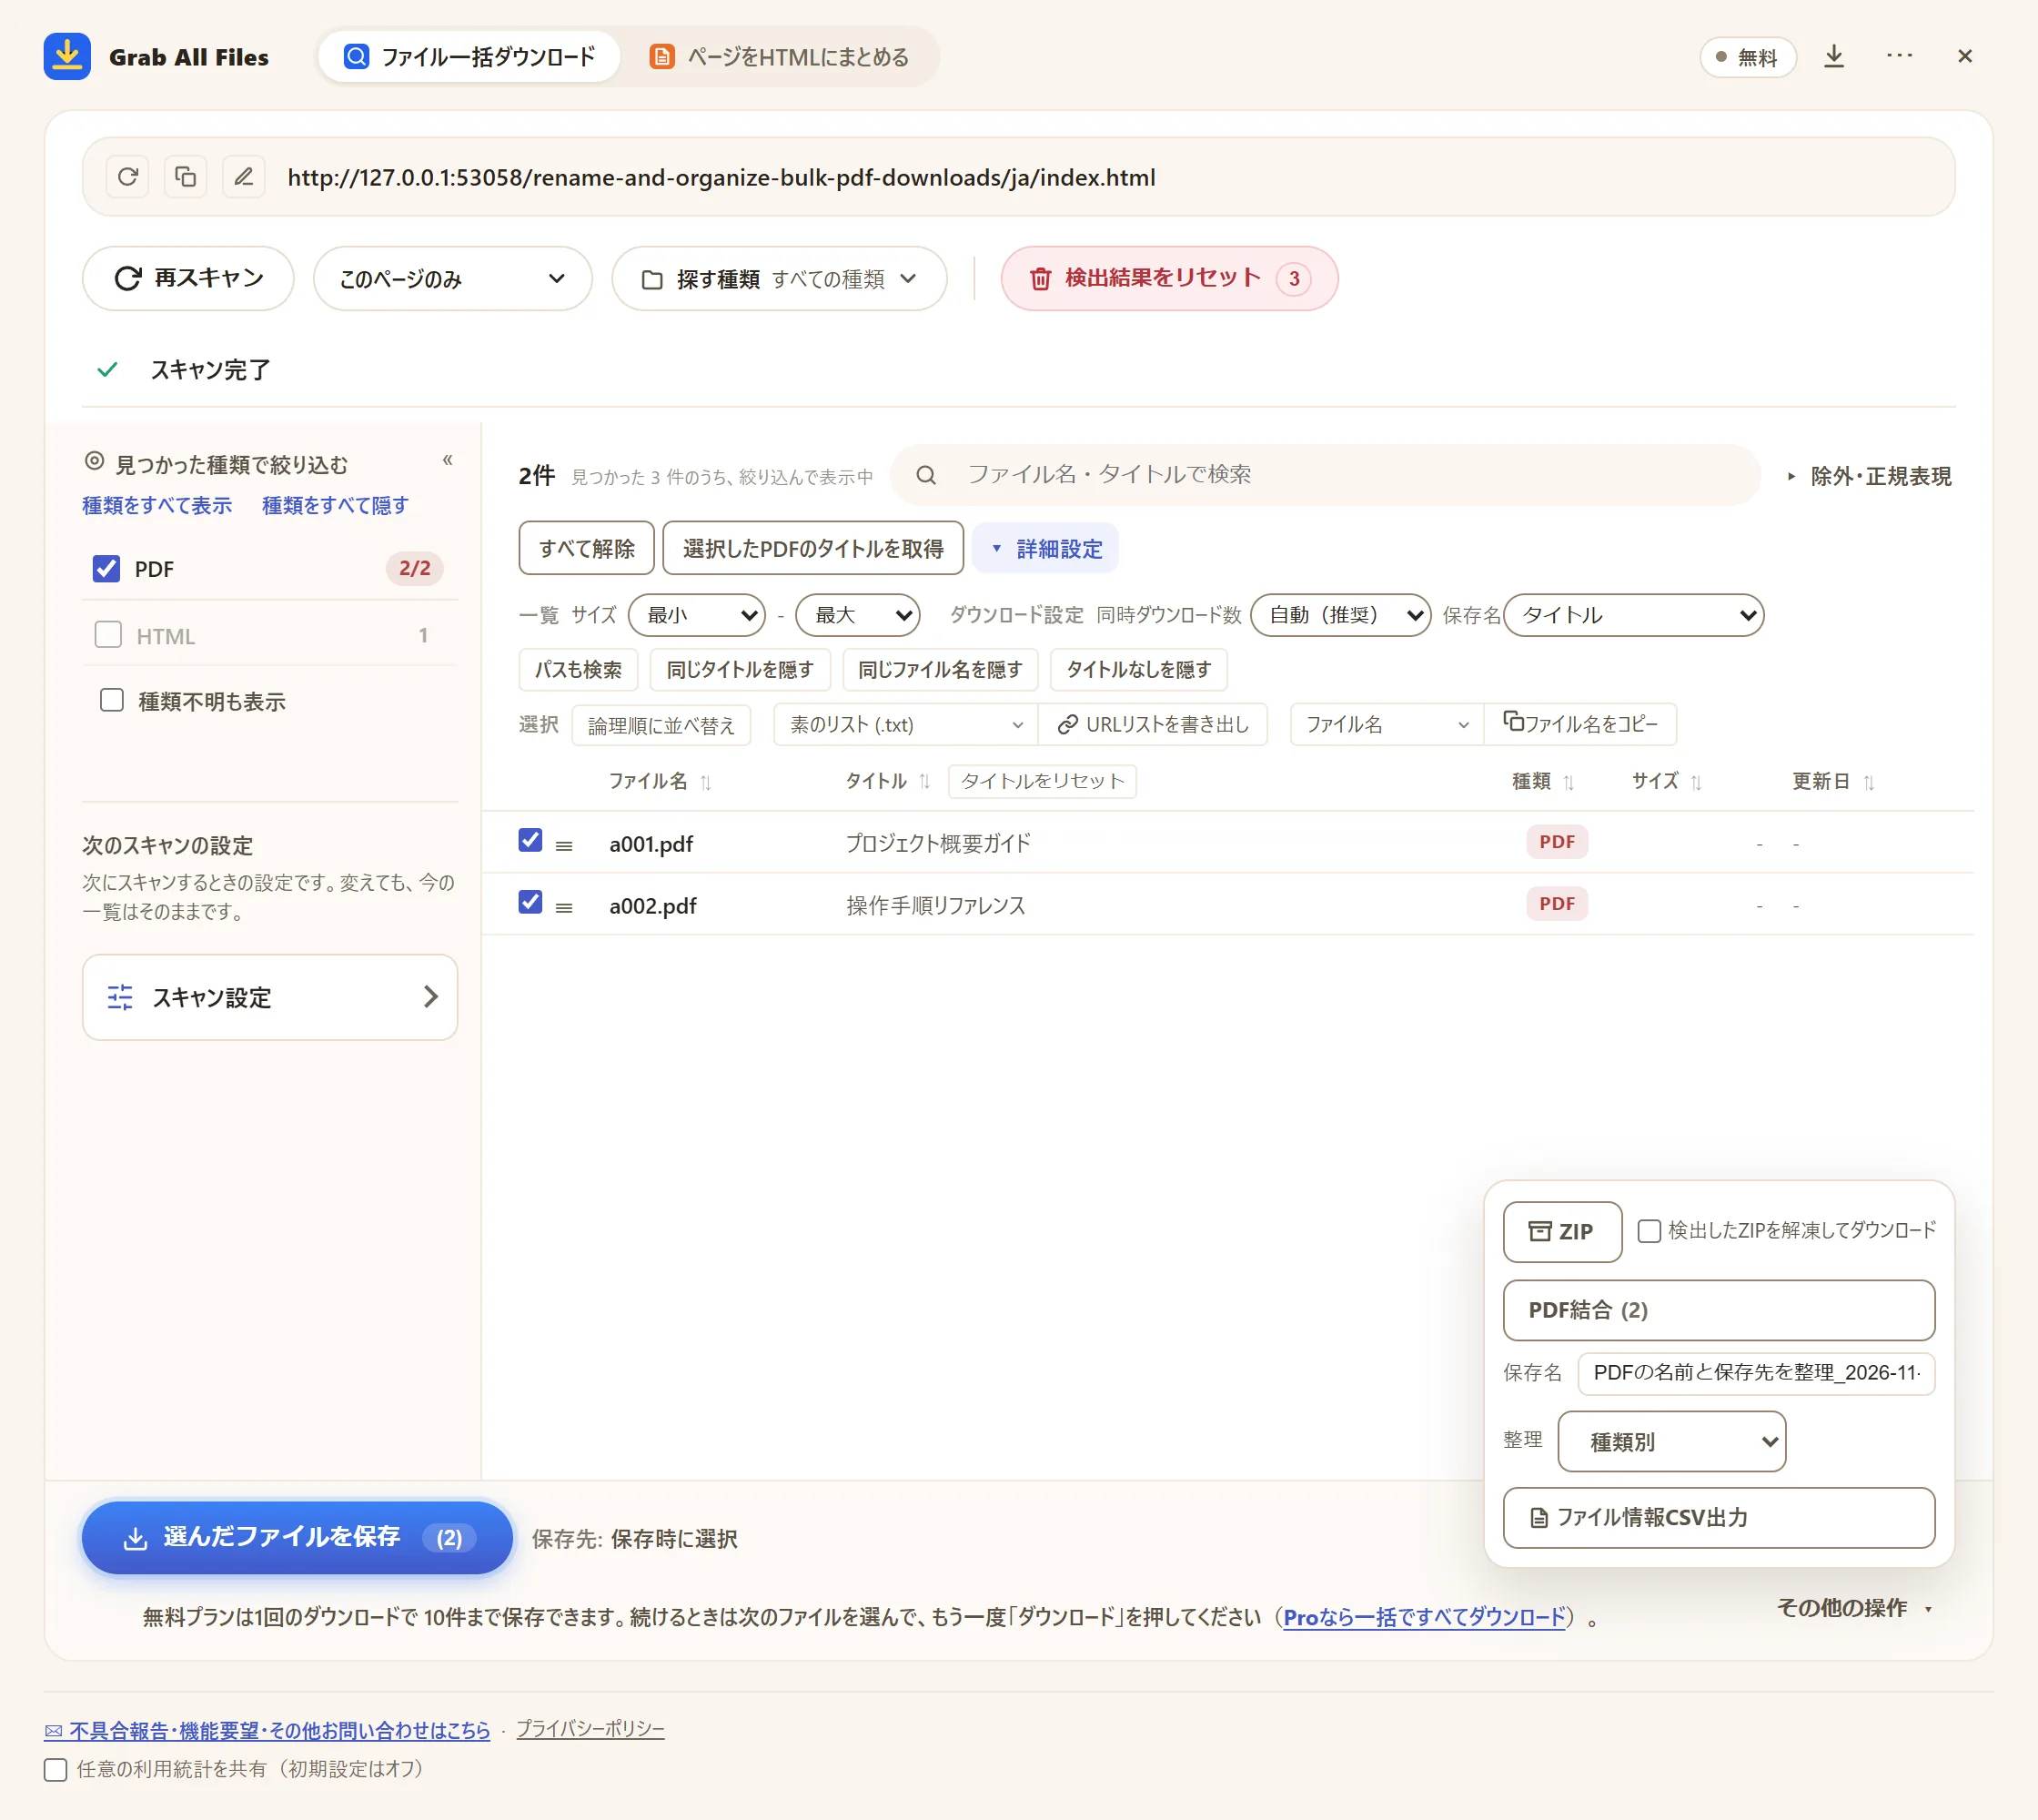 Grab All Files
ファイル一括ダウンロード
ページをHTMLにまとめる
無料
http://127.0.0.1:53058/rename-and-organize-bulk-pdf-downloads/ja/index.html
再スキャン
このページのみ
探す種類 すべての種類
検出結果をリセット 3
スキャン完了
見つかった種類で絞り込む «
種類をすべて表示 種類をすべて隠す
PDF 2/2
HTML 1
種類不明も表示
次のスキャンの設定
次にスキャンするときの設定です。変えても、今の
一覧はそのままです。
スキャン設定
2件 見つかった 3 件のうち、絞り込んで表示中
ファイル名・タイトルで検索
除外・正規表現
すべて解除 選択したPDFのタイトルを取得 詳細設定
一覧 サイズ 最小 - 最大 ダウンロード設定 同時ダウンロード数 自動（推奨） 保存名 タイトル
パスも検索 同じタイトルを隠す 同じファイル名を隠す タイトルなしを隠す
選択 論理順に並べ替え 素のリスト (.txt) URLリストを書き出し ファイル名 ファイル名をコピー
ファイル名 タイトル タイトルをリセット 種類 サイズ 更新日
a001.pdf プロジェクト概要ガイド PDF - -
a002.pdf 操作手順リファレンス PDF - -
ZIP 検出したZIPを解凍してダウンロード
PDF結合 (2)
保存名 PDFの名前と保存先を整理_2026-11-
整理 種類別
ファイル情報CSV出力
選んだファイルを保存 (2) 保存先: 保存時に選択
無料プランは1回のダウンロードで 10件まで保存できます。続けるときは次のファイルを選んで、もう一度「ダウンロード」を押してください（Proなら一括ですべてダウンロード）。
その他の操作
不具合報告・機能要望・その他お問い合わせはこちら · プライバシーポリシー
任意の利用統計を共有（初期設定はオフ）